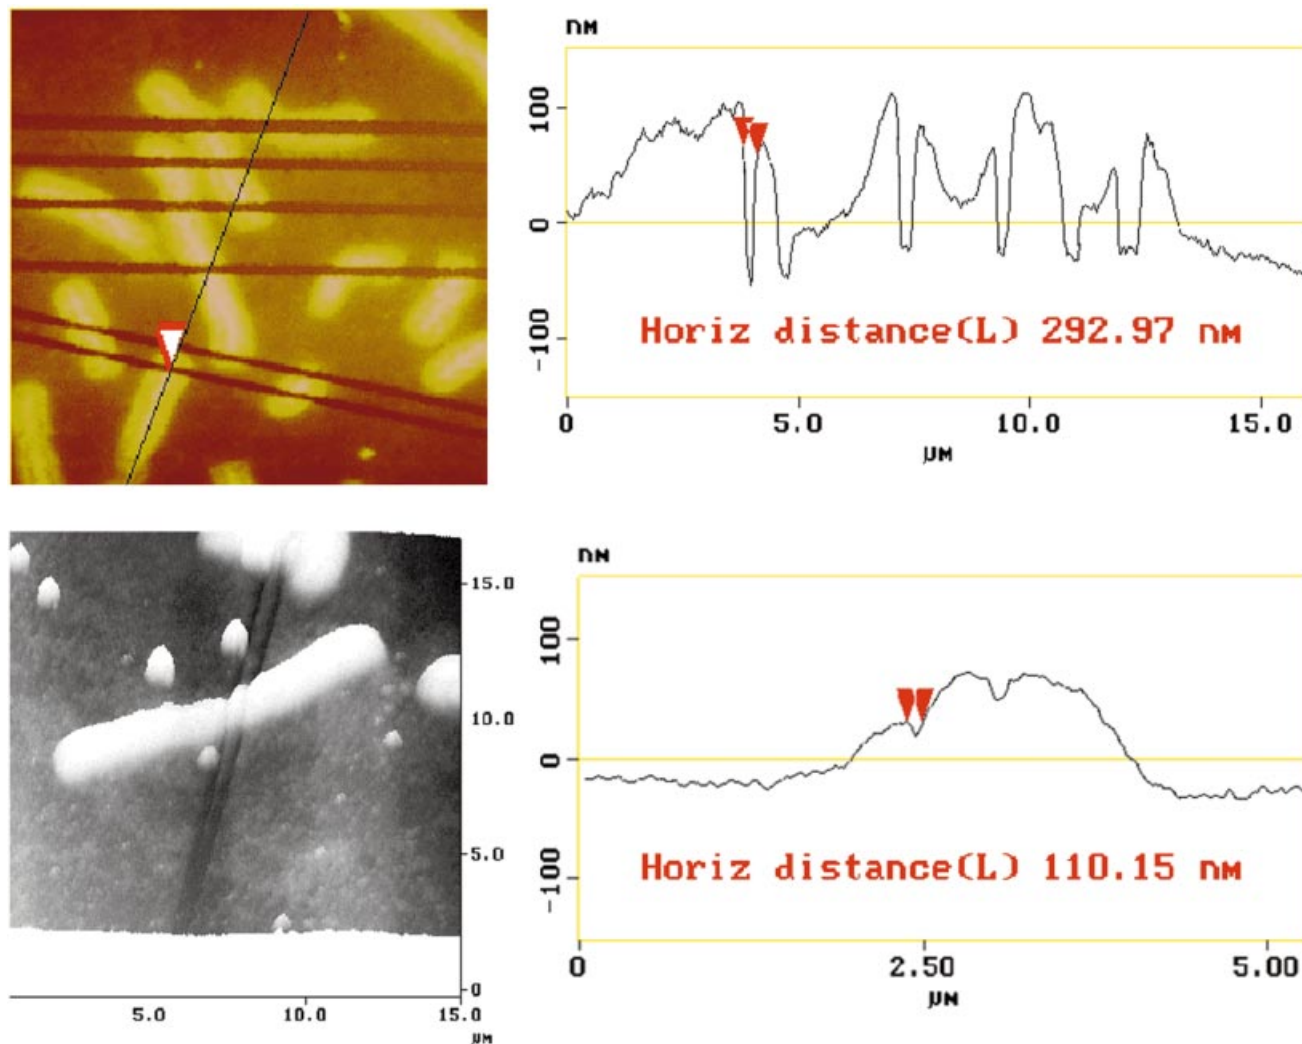 nM
100
0
-100
Horiz distance(L) 292.97 nM
0 5.0 10.0 15.0
µM
15.0
10.0
5.0
0
5.0 10.0 15.0
µM
nM
100
0
-100
Horiz distance(L) 110.15 nM
0 2.50 5.00
µM